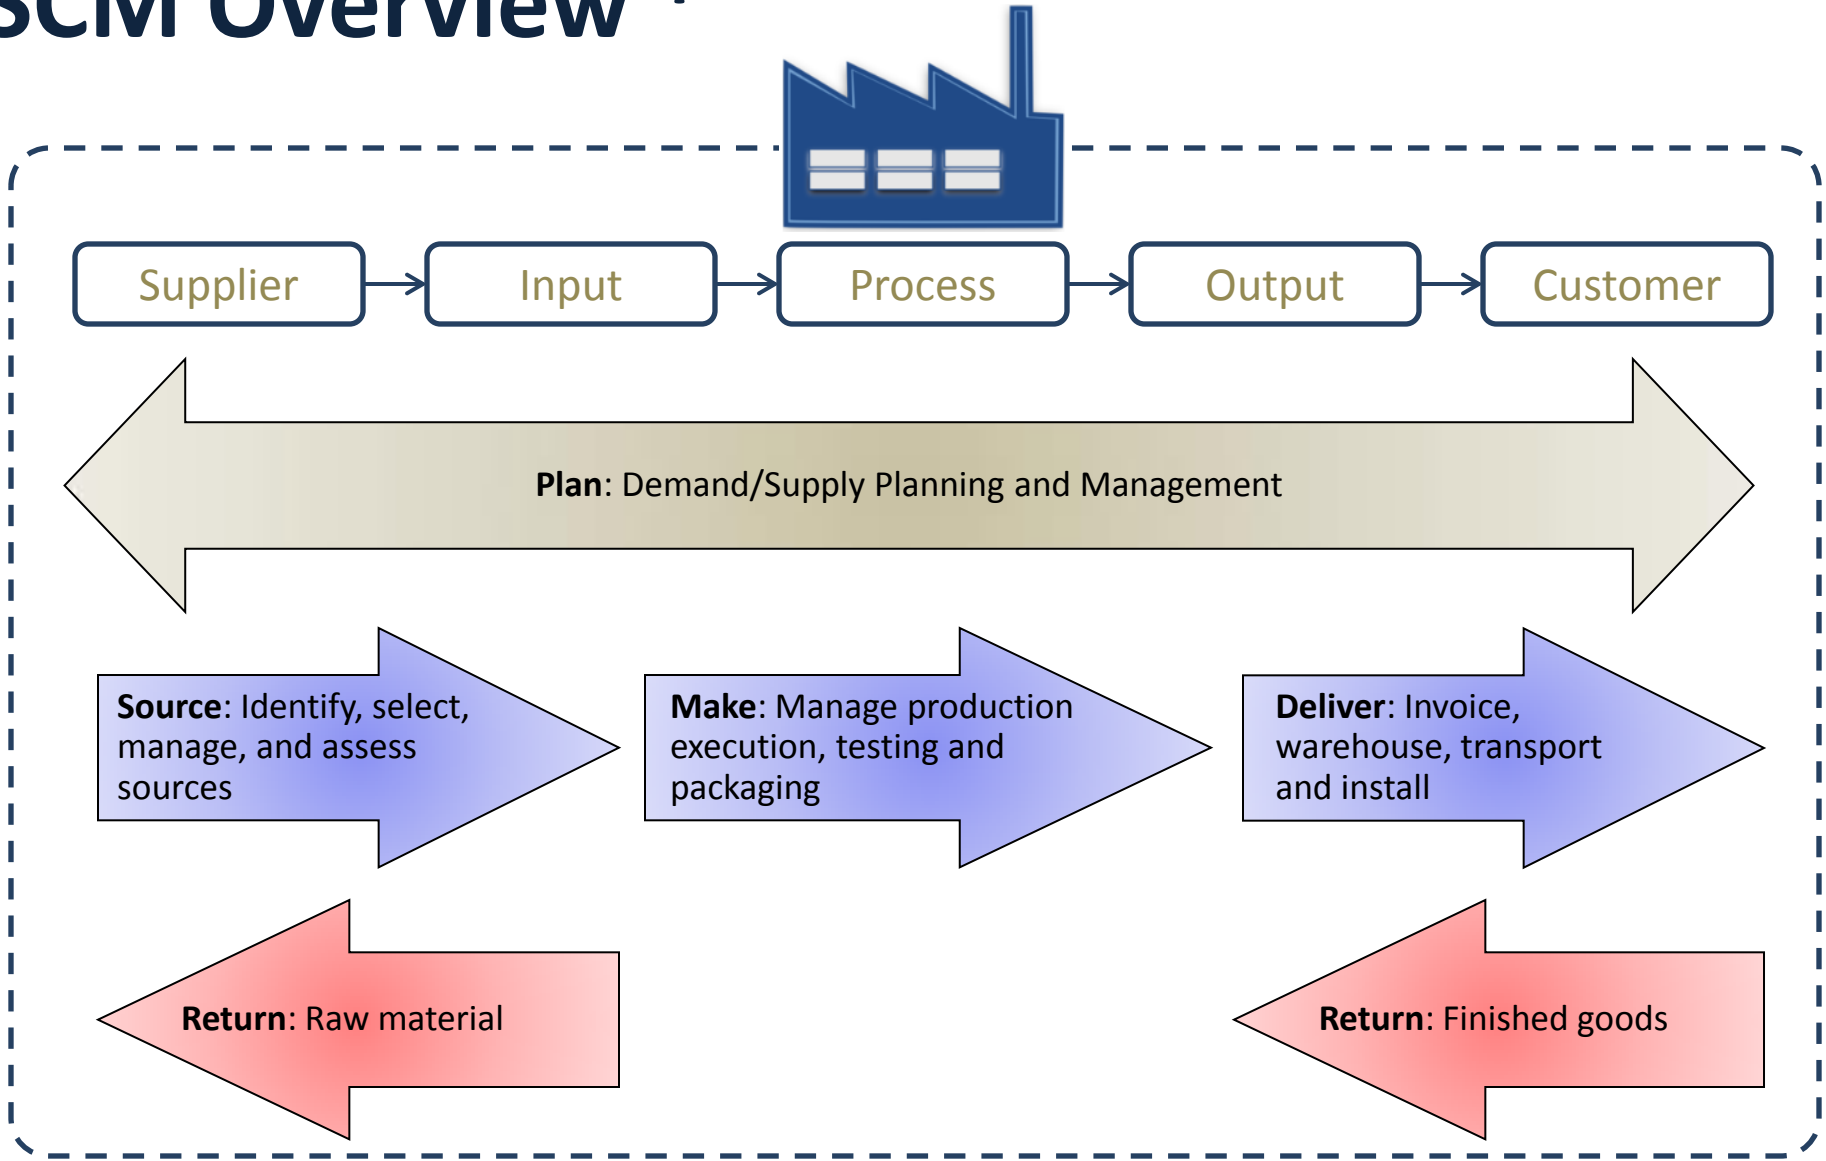 SCM Overview
Supplier
Input
Process
Output
Customer
Plan: Demand/Supply Planning and Management
Source: Identify, select,
manage, and assess
sources
Make: Manage production
execution, testing and
packaging
Deliver: Invoice,
warehouse, transport
and install
Return: Raw material
Return: Finished goods